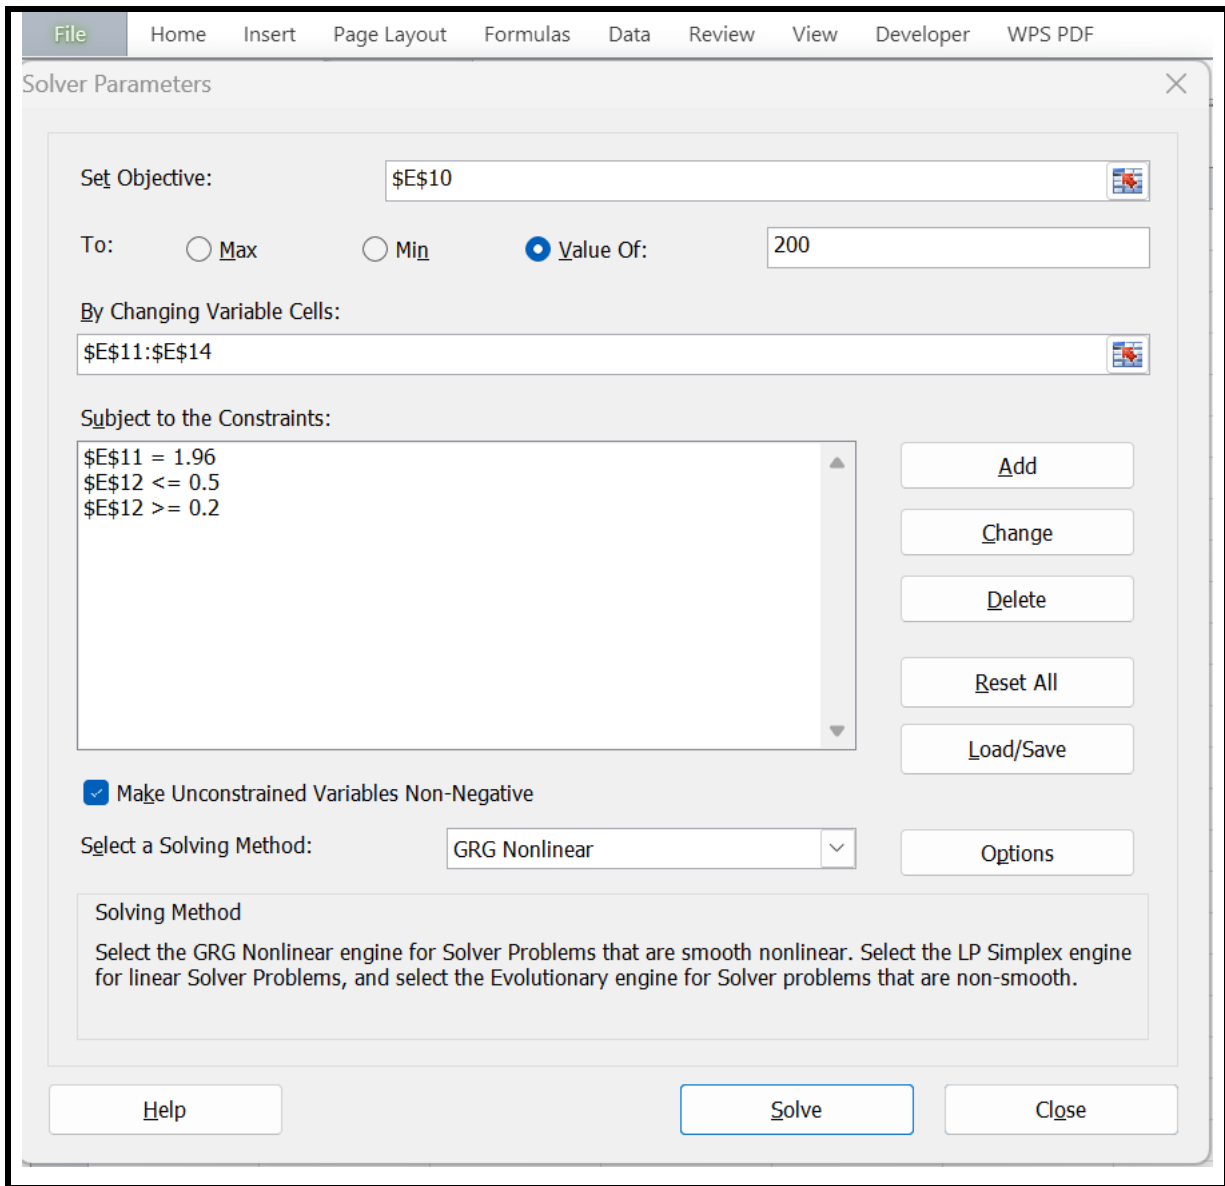 File Home Insert Page Layout Formulas Data Review View Developer WPS PDF
Solver Parameters
Set Objective: $E$10
To: Max Min Value Of: 200
By Changing Variable Cells:
$E$11:$E$14
Subject to the Constraints:
$E$11 = 1.96
$E$12 <= 0.5
$E$12 >= 0.2
Add
Change
Delete
Reset All
Load/Save
Make Unconstrained Variables Non-Negative
Select a Solving Method: GRG Nonlinear Options
Solving Method
Select the GRG Nonlinear engine for Solver Problems that are smooth nonlinear. Select the LP Simplex engine
for linear Solver Problems, and select the Evolutionary engine for Solver problems that are non-smooth.
Help Solve Close